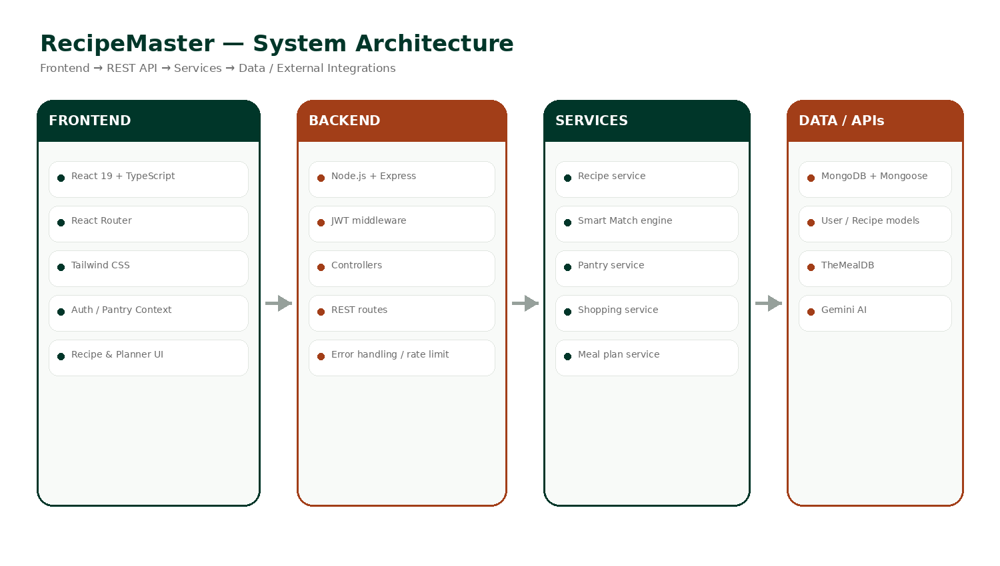 RecipeMaster — System Architecture
Frontend → REST API → Services → Data / External Integrations
FRONTEND
React 19 + TypeScript
React Router
Tailwind CSS
Auth / Pantry Context
Recipe & Planner UI
BACKEND
Node.js + Express
JWT middleware
Controllers
REST routes
Error handling / rate limit
SERVICES
Recipe service
Smart Match engine
Pantry service
Shopping service
Meal plan service
DATA / APIs
MongoDB + Mongoose
User / Recipe models
TheMealDB
Gemini AI